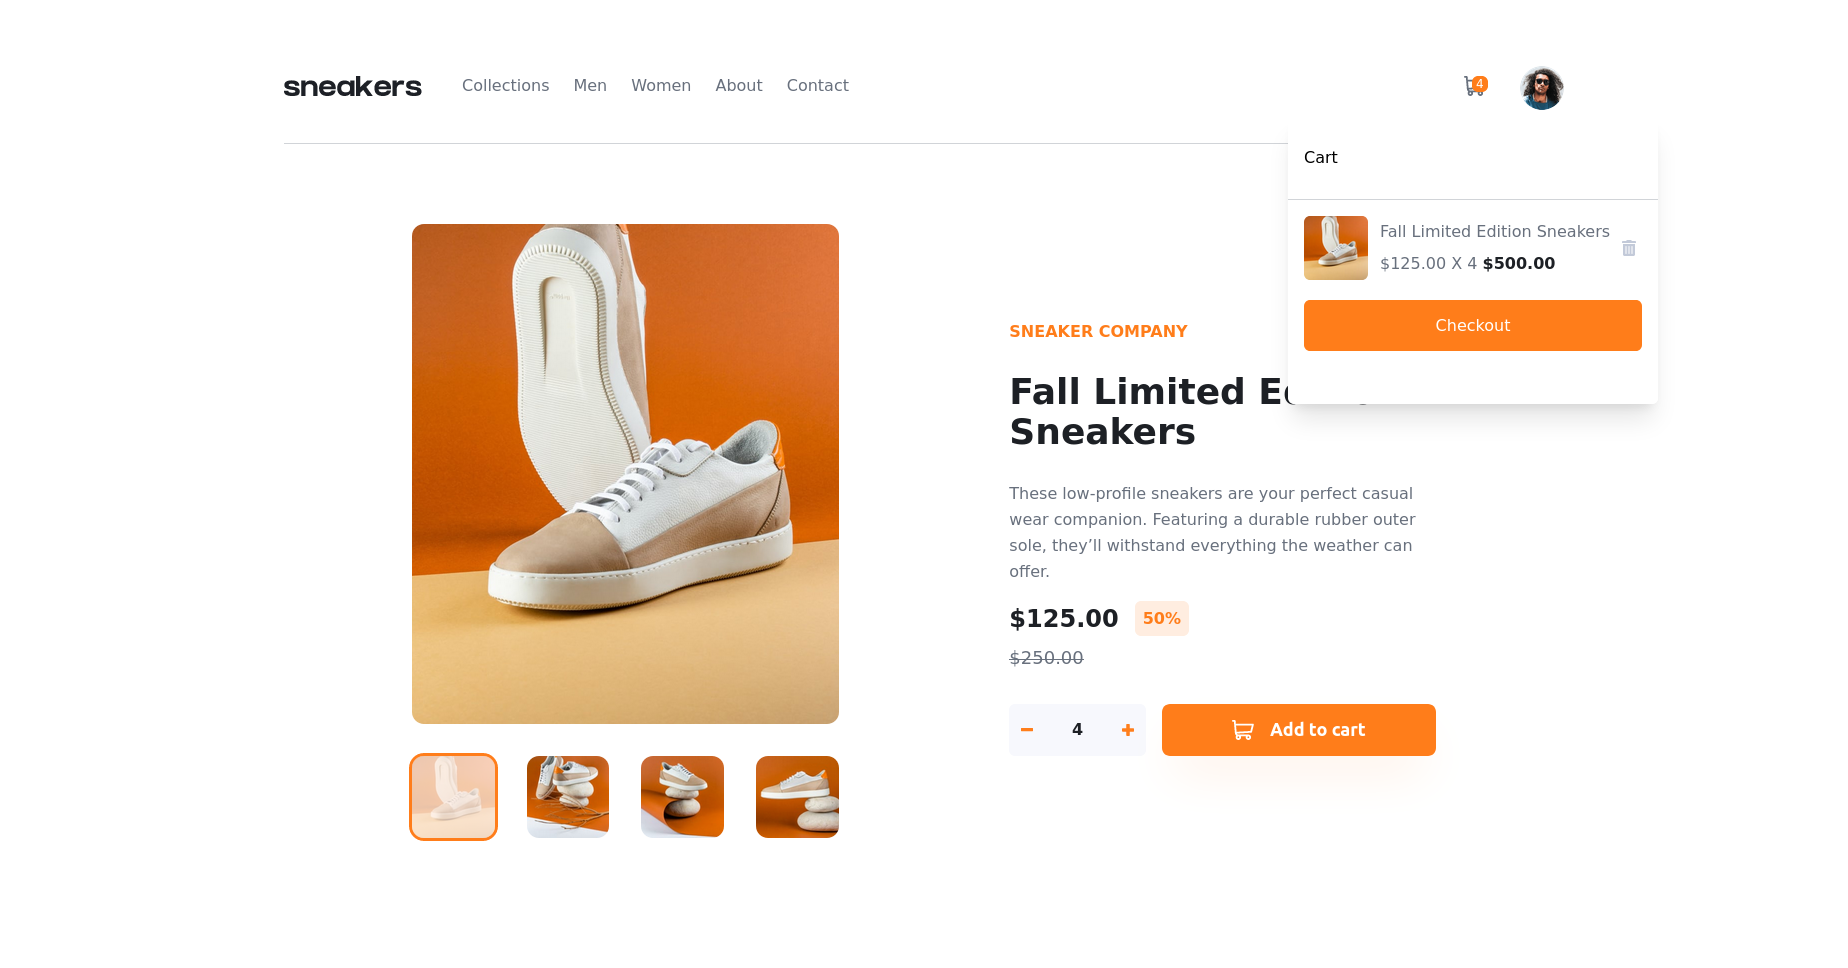 sneakers
Collections Men Women About Contact
4
Cart
Fall Limited Edition Sneakers
$125.00 X 4 $500.00
Checkout
SNEAKER COMPANY
Fall Limited
Sneakers
These low-profile sneakers are your perfect casual
wear companion. Featuring a durable rubber outer
sole, they’ll withstand everything the weather can
offer.
$125.00 50%
$250.00
4
Add to cart